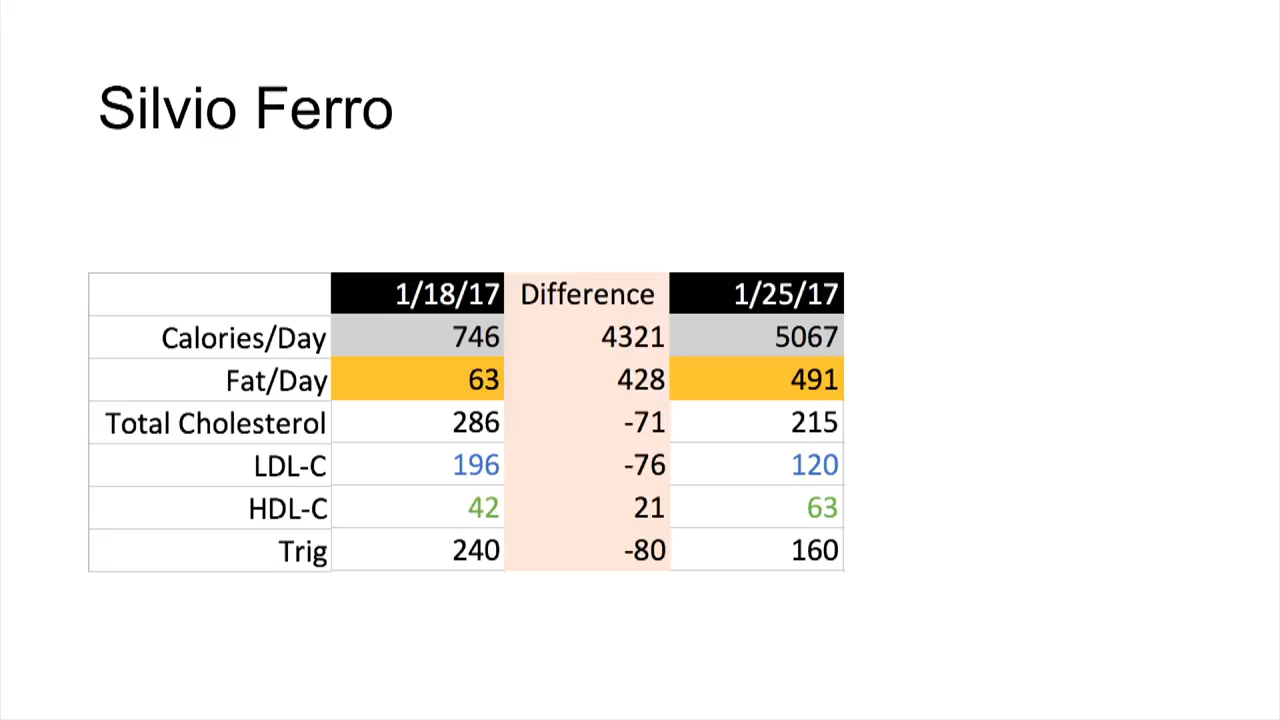 Silvio Ferro
1/18/17 Difference 1/25/17
Calories/Day 746 4321 5067
Fat/Day 63 428 491
Total Cholesterol 286 -71 215
LDL-C 196 -76 120
HDL-C 42 21 63
Trig 240 -80 160